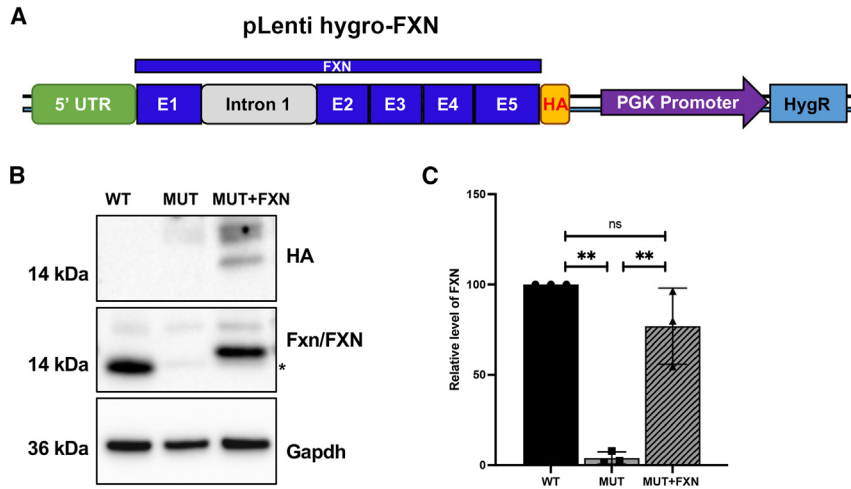 A
pLenti hygro-FXN
FXN
5' UTR E1 Intron 1 E2 E3 E4 E5 HA PGK Promoter HygR
B
WT MUT MUT+FXN
14 kDa HA
14 kDa Fxn/FXN
*
36 kDa Gapdh
C
Relative level of FXN
150
100
50
0
ns
** **
WT MUT MUT+FXN